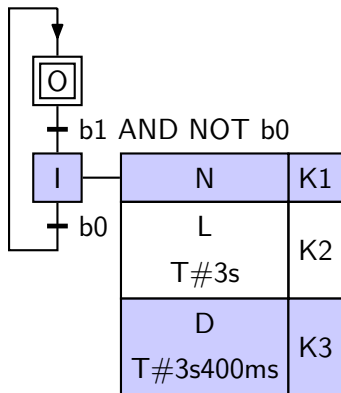 O
b1 AND NOT b0
I N K1
L K2
T#3s
b0
D K3
T#3s400ms